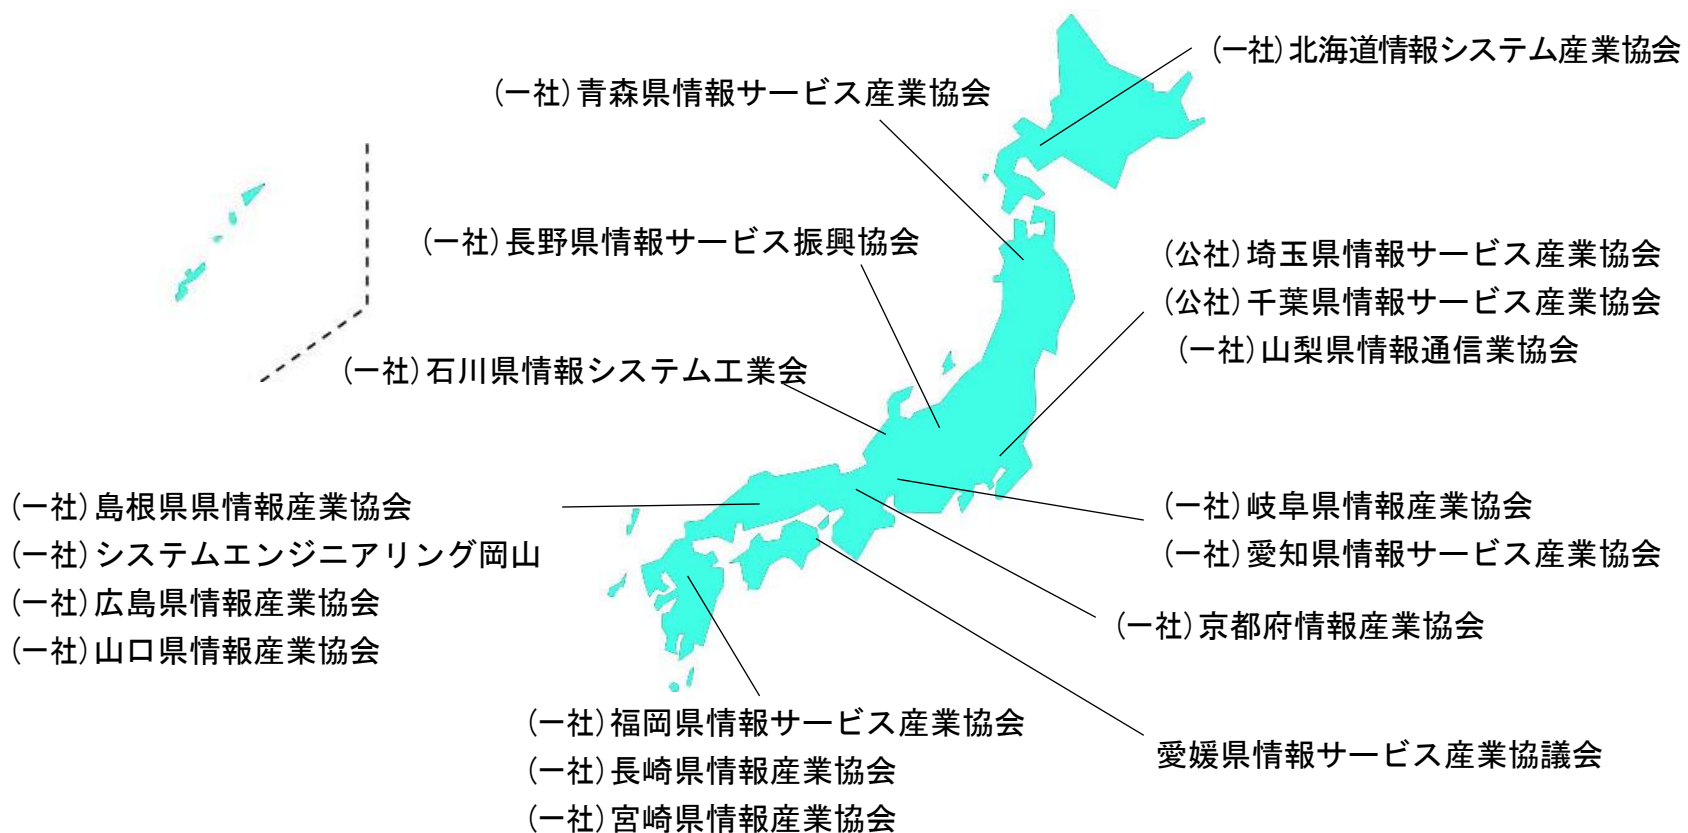 (一社)北海道情報システム産業協会
(一社)青森県情報サービス産業協会
(一社)長野県情報サービス振興協会
(公社)埼玉県情報サービス産業協会
(公社)千葉県情報サービス産業協会
(一社)山梨県情報通信業協会
(一社)石川県情報システム工業会
(一社)島根県県情報産業協会
(一社)システムエンジニアリング岡山
(一社)広島県情報産業協会
(一社)山口県情報産業協会
(一社)岐阜県情報産業協会
(一社)愛知県情報サービス産業協会
(一社)京都府情報産業協会
(一社)福岡県情報サービス産業協会
(一社)長崎県情報産業協会
(一社)宮崎県情報産業協会
愛媛県情報サービス産業協議会